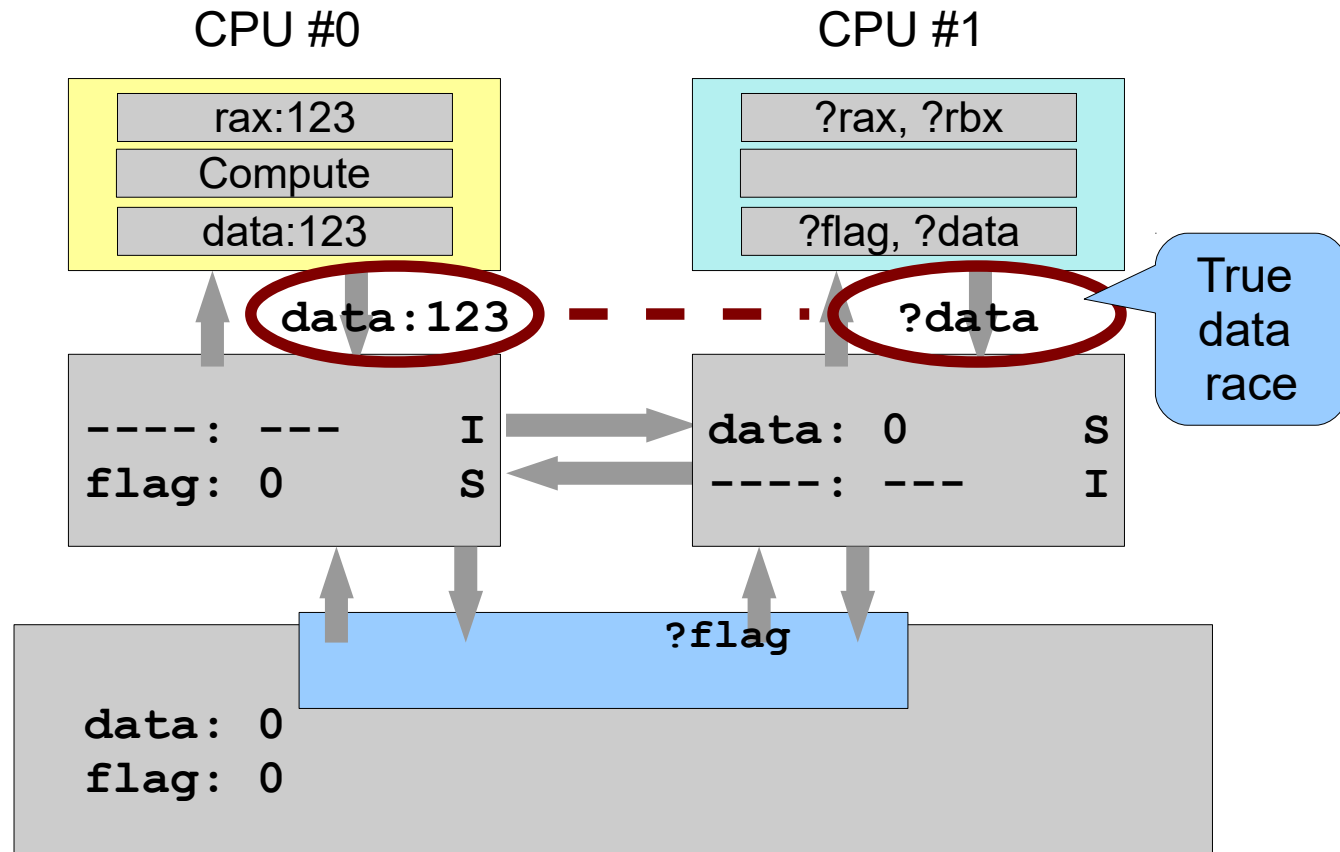 CPU #0
CPU #1
rax:123
?rax, ?rbx
Compute
data:123
?flag, ?data
True
data
race
data:123
?data
----: --- I
flag: 0 S
data: 0 S
----: --- I
?flag
data: 0
flag: 0